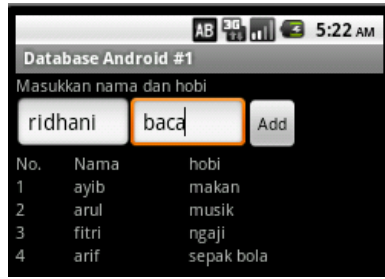 AB 3G 5:22 AM
Database Android #1
Masukkan nama dan hobi
ridhani baca Add
No. Nama hobi
1 ayib makan
2 arul musik
3 fitri ngaji
4 arif sepak bola